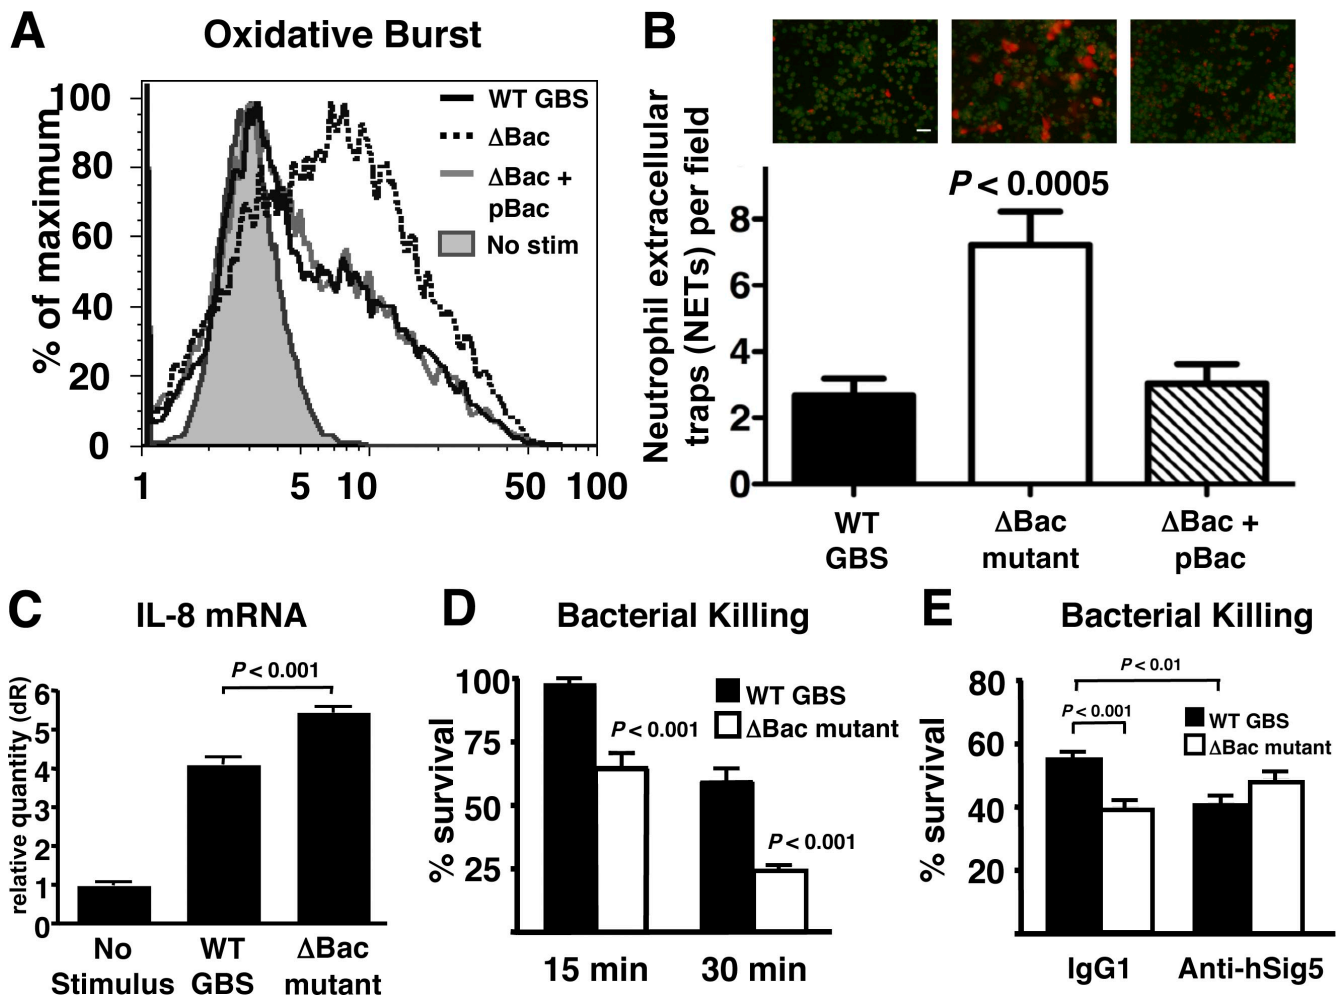 A
Oxidative Burst
% of maximum
100
80
60
40
20
0
1
5
10
50
100
WT GBS
ΔBac
ΔBac +
pBac
No stim
B
Neutrophil extracellular
traps (NETs) per field
P < 0.0005
8
6
4
2
0
WT
GBS
ΔBac
mutant
ΔBac +
pBac
C
IL-8 mRNA
relative quantity (dR)
P < 0.001
6
5
4
3
2
1
0
No
Stimulus
WT
GBS
ΔBac
mutant
D
Bacterial Killing
% survival
100
75
50
25
WT GBS
ΔBac mutant
P < 0.001
P < 0.001
15 min
30 min
E
Bacterial Killing
% survival
80
60
40
20
P < 0.01
P < 0.001
WT GBS
ΔBac mutant
IgG1
Anti-hSig5